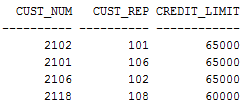 CUST_NUM CUST_REP CREDIT_LIMIT
---------- ---------- ------------
2102 101 65000
2101 106 65000
2106 102 65000
2118 108 60000